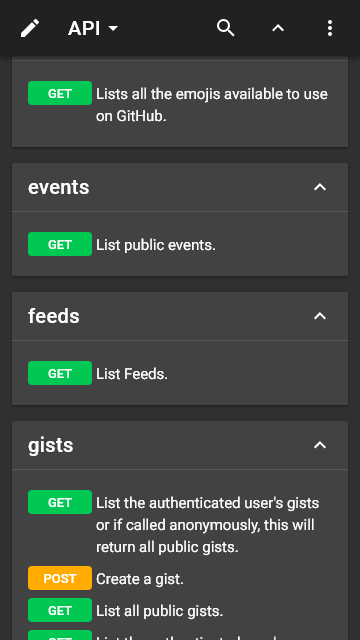 API
GET Lists all the emojis available to use
on GitHub.
events
GET List public events.
feeds
GET List Feeds.
gists
GET List the authenticated user's gists
or if called anonymously, this will
return all public gists.
POST Create a gist.
GET List all public gists.
GET